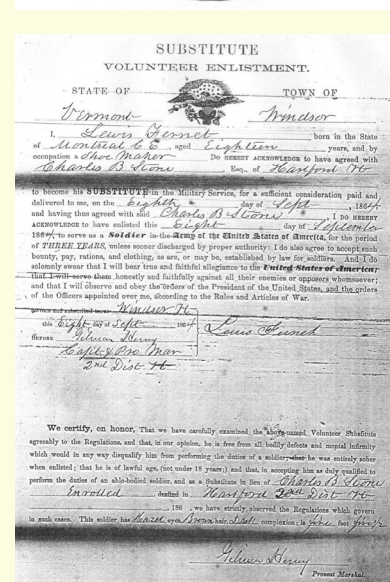 SUBSTITUTE
VOLUNTEER ENLISTMENT.
STATE OF TOWN OF
Vermont Windsor
I, Lewis Fernet born in the State
of Montreal C E, aged Eighteen years, and by
occupation a Shoe Maker Do HEREBY ACKNOWLEDGE to have agreed with
Charles B Stone Esq., of Hartford Vt
to become his SUBSTITUTE in the Military Service, for a sufficient consideration paid and
delivered to me, on the Eighth day of Sept, 1864
and having thus agreed with said Charles B Stone, I DO HEREBY
ACKNOWLEDGE to have enlisted this Eight day of September
1864, to serve as a Soldier in the Army of the United States of America, for the period
of THREE YEARS, unless sooner discharged by proper authority: I do also agree to accept such
bounty, pay, rations, and clothing, as are, or may be, established by law for soldiers. And I do
solemnly swear that I will bear true and faithful allegiance to the United States of America;
that I will serve them honestly and faithfully against all their enemies or opposers whomsoever;
and that I will observe and obey the orders of the President of the United States, and the orders
of the Officers appointed over me, according to the Rules and Articles of War.
Windsor Vt
this Eight day of Sept 1864
BEFORE Gilman Henry
Capt & Pro. Mar
2nd Dist Vt
We certify, on honor, That we have carefully examined the above-named Volunteer Substitute
agreeably to the Regulations, and that, in our opinion, he is free from all bodily defects and mental infirmity
which would in any way disqualify him from performing the duties of a soldier; that he was entirely sober
when enlisted; that he is of lawful age, (not under 18 years;) and that, in accepting him as duly qualified to
perform the duties of an able-bodied soldier, and as a Substitute in lieu of Charles B Stone
Enrolled drafted in Hartford 2nd Dist Vt
, 186 , we have strictly observed the Regulations which govern
in such cases. This soldier has Hazel eyes, Brown hair, complexion; is five feet
Gilman Henry
Provost Marshal.